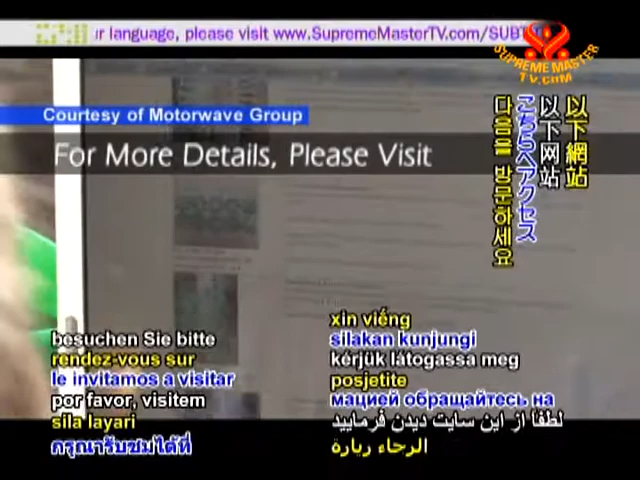 ur language, please visit www.SupremeMasterTV.com/SUBT
SUPREME MASTER
TV.COM
Courtesy of Motorwave Group
For More Details, Please Visit
以下網站
以下网站
こちらへアクセス
다음을 방문하세요
besuchen Sie bitte
rendez-vous sur
le invitamos a visitar
por favor, visitem
sila layari
กรุณารับชมได้ที่
xin viếng
silakan kunjungi
kérjük látogassa meg
posjetite
мацией обращайтесь на
لطفا از این سایت دیدن فرمایید
الرجاء زيارة